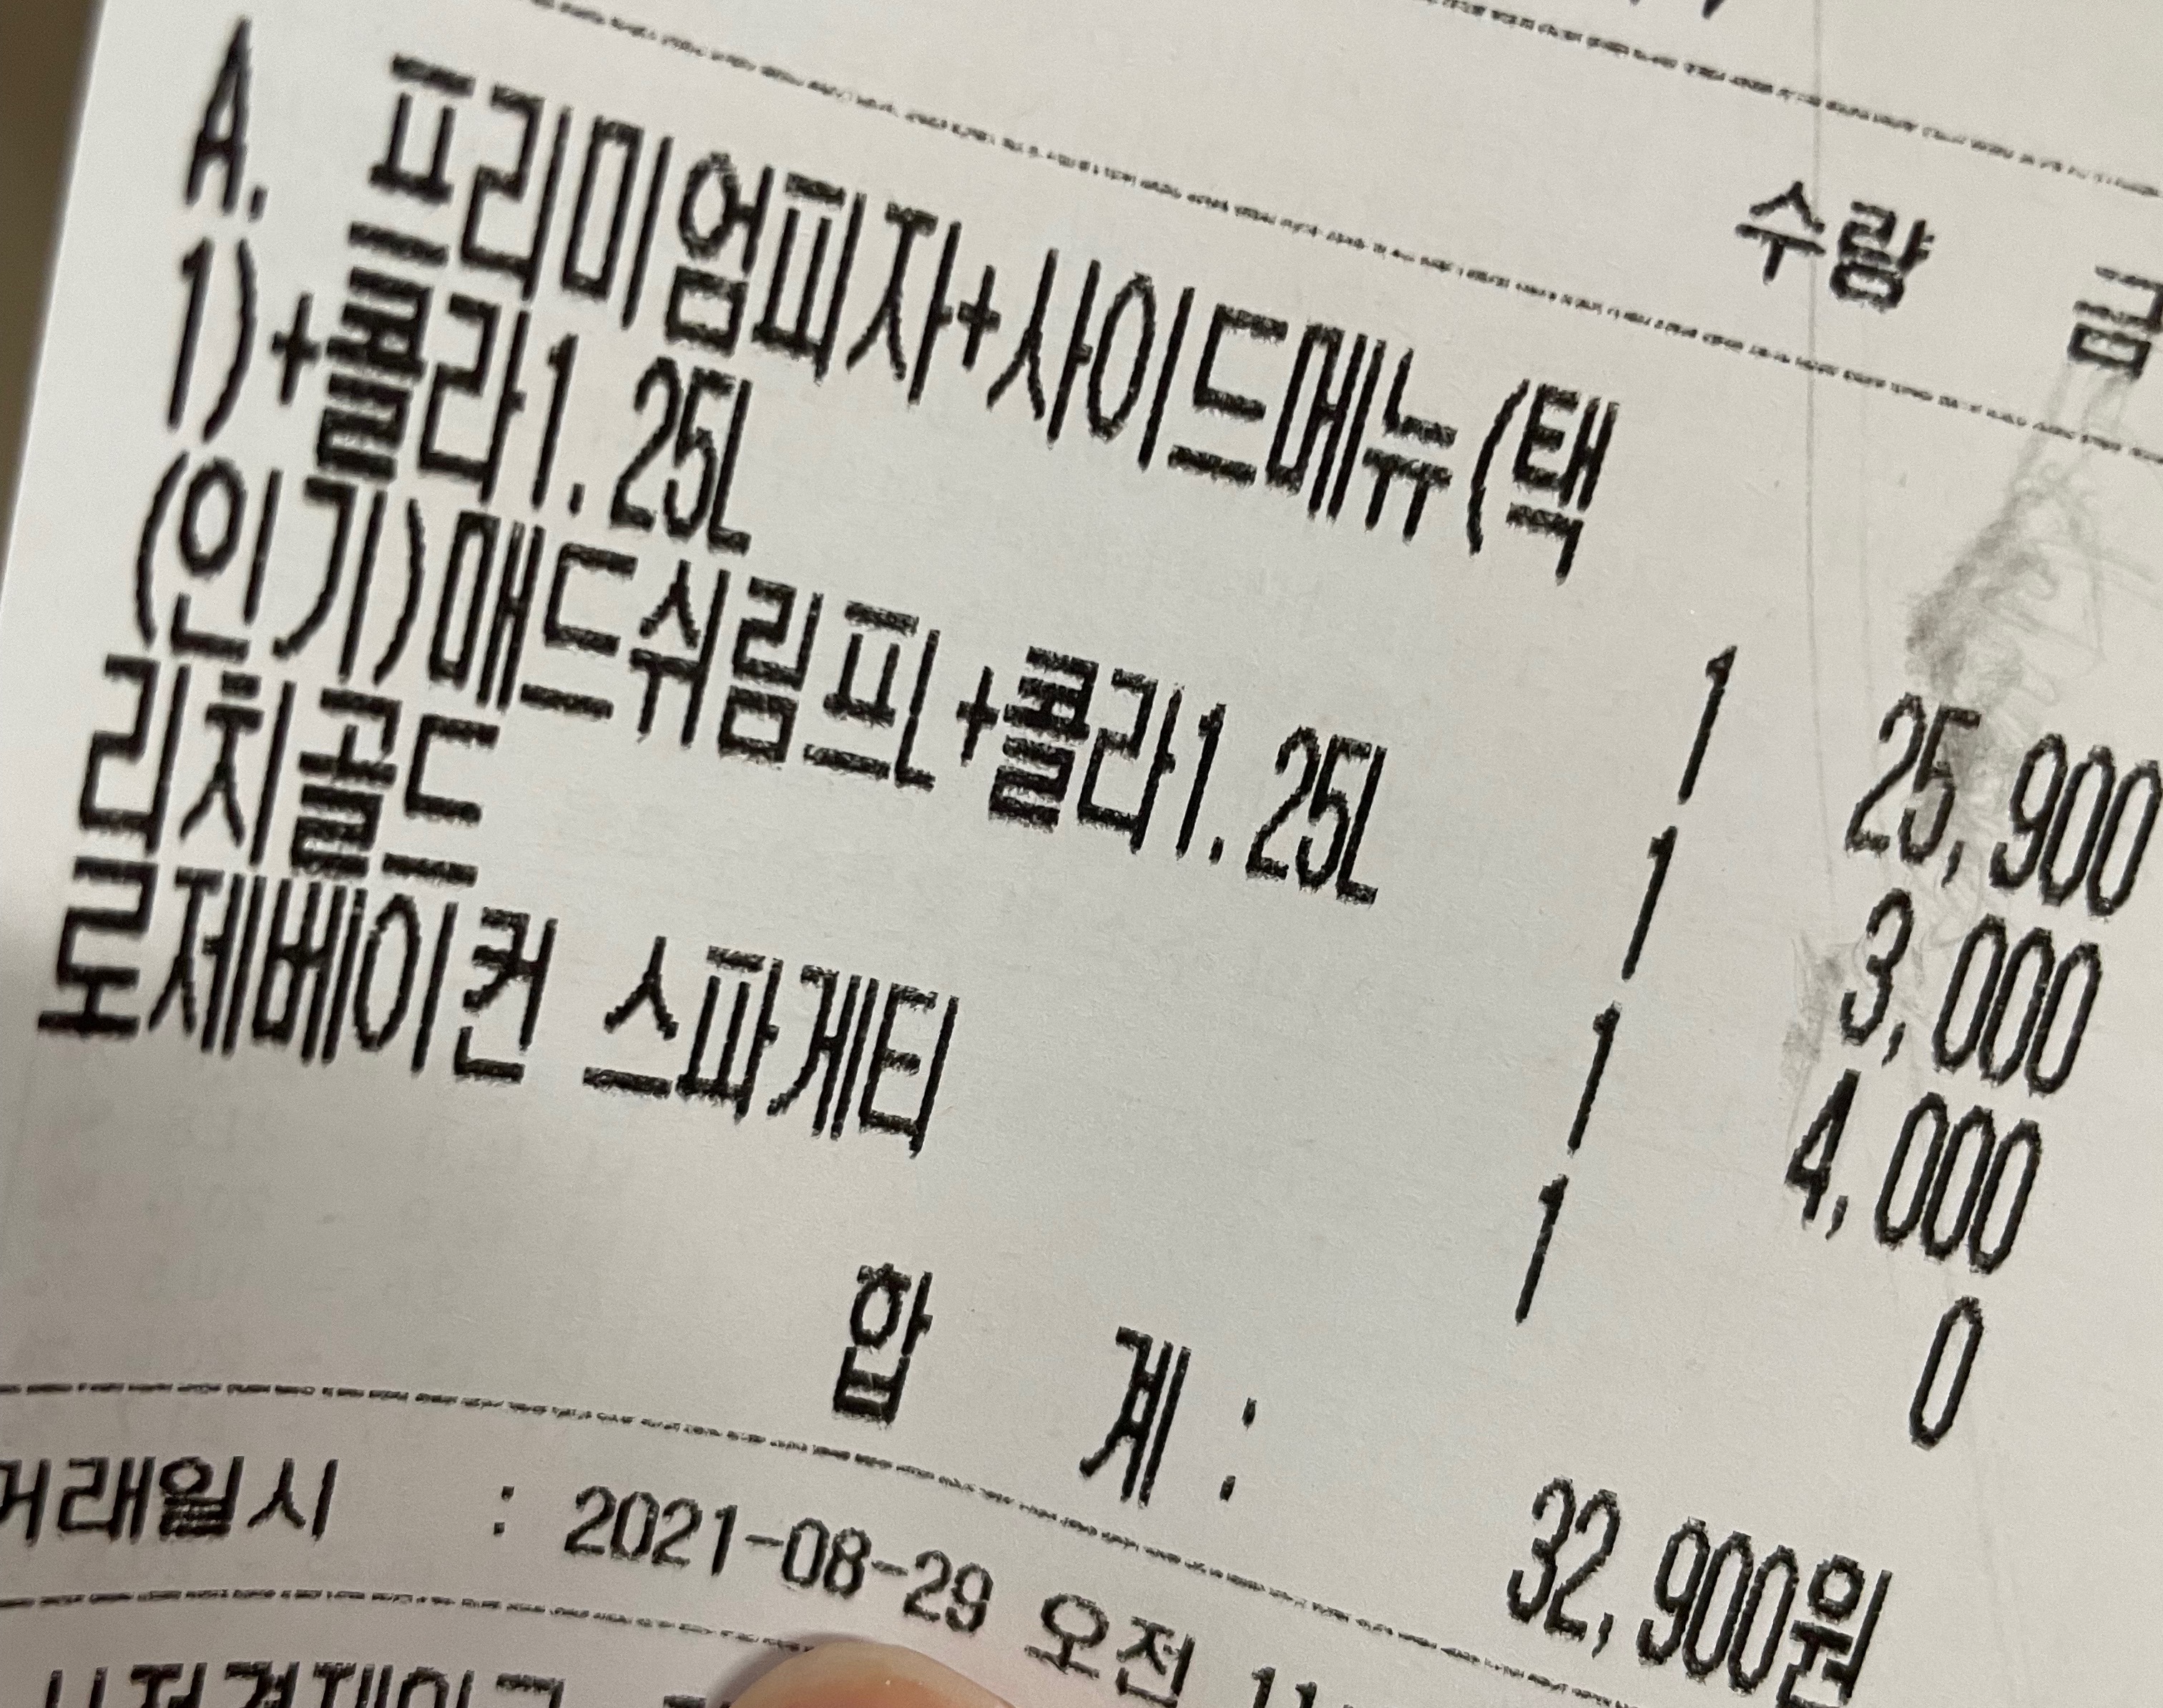 수량
A. 프리미엄피자+사이드메뉴(택
1)+콜라1.25L 1 25,900
(인기)매드쉬림프L+콜라1.25L 1 3,000
리치골드 1 4,000
로제베이컨 스파게티 1 0
합 계 : 32,900원
거래일시 : 2021-08-29 오전